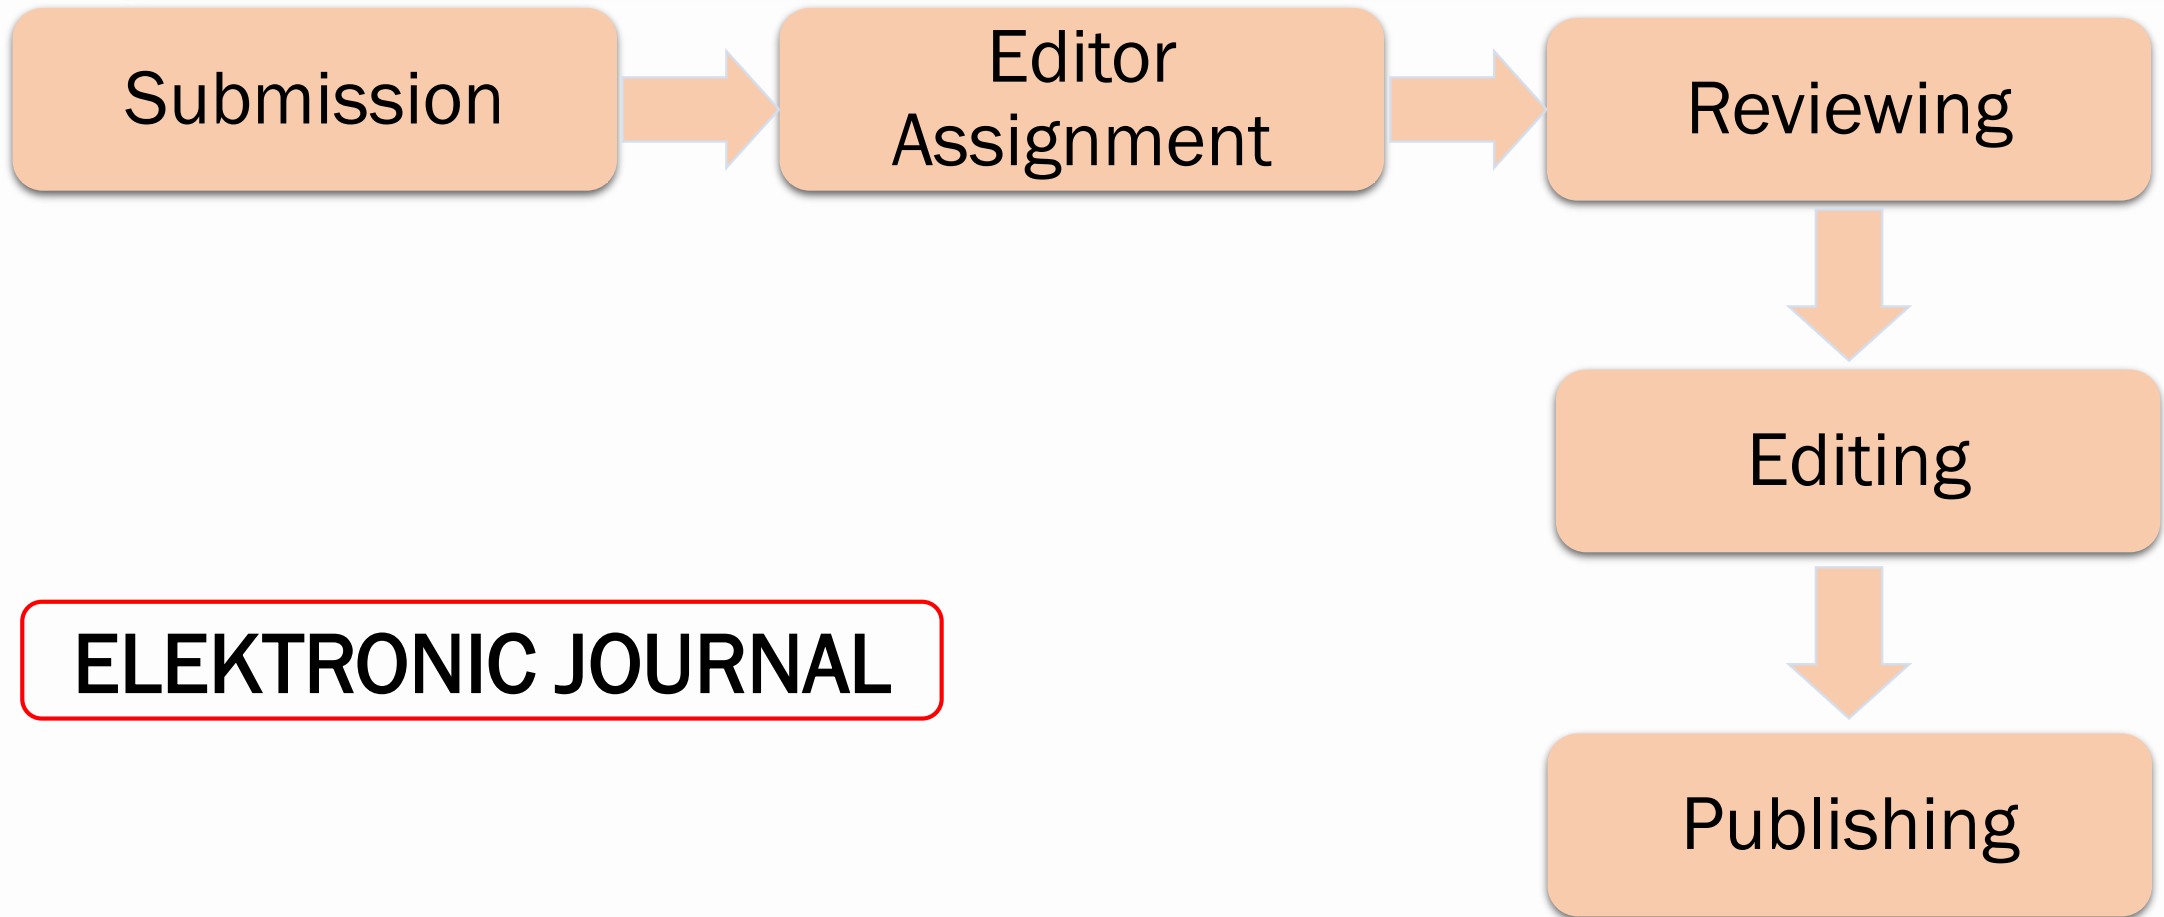 Submission
Editor
Assignment
Reviewing
Editing
ELEKTRONIC JOURNAL
Publishing